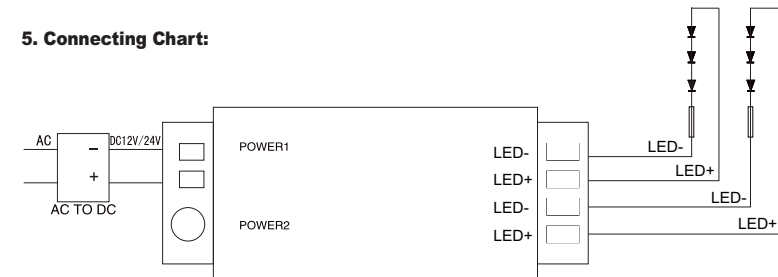 5. Connecting Chart:
AC
−
DC12V/24V
+
AC TO DC
POWER1
POWER2
LED-
LED+
LED-
LED+
LED-
LED+
LED-
LED+